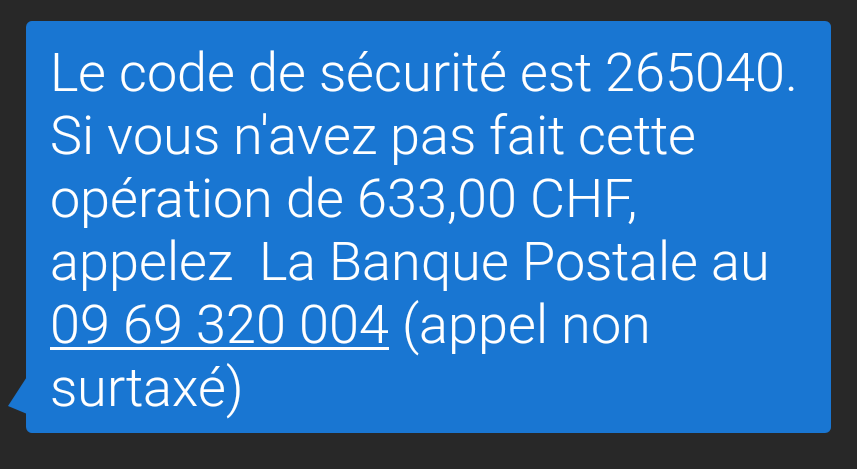 Le code de sécurité est 265040.
Si vous n'avez pas fait cette
opération de 633,00 CHF,
appelez  La Banque Postale au
09 69 320 004 (appel non
surtaxé)